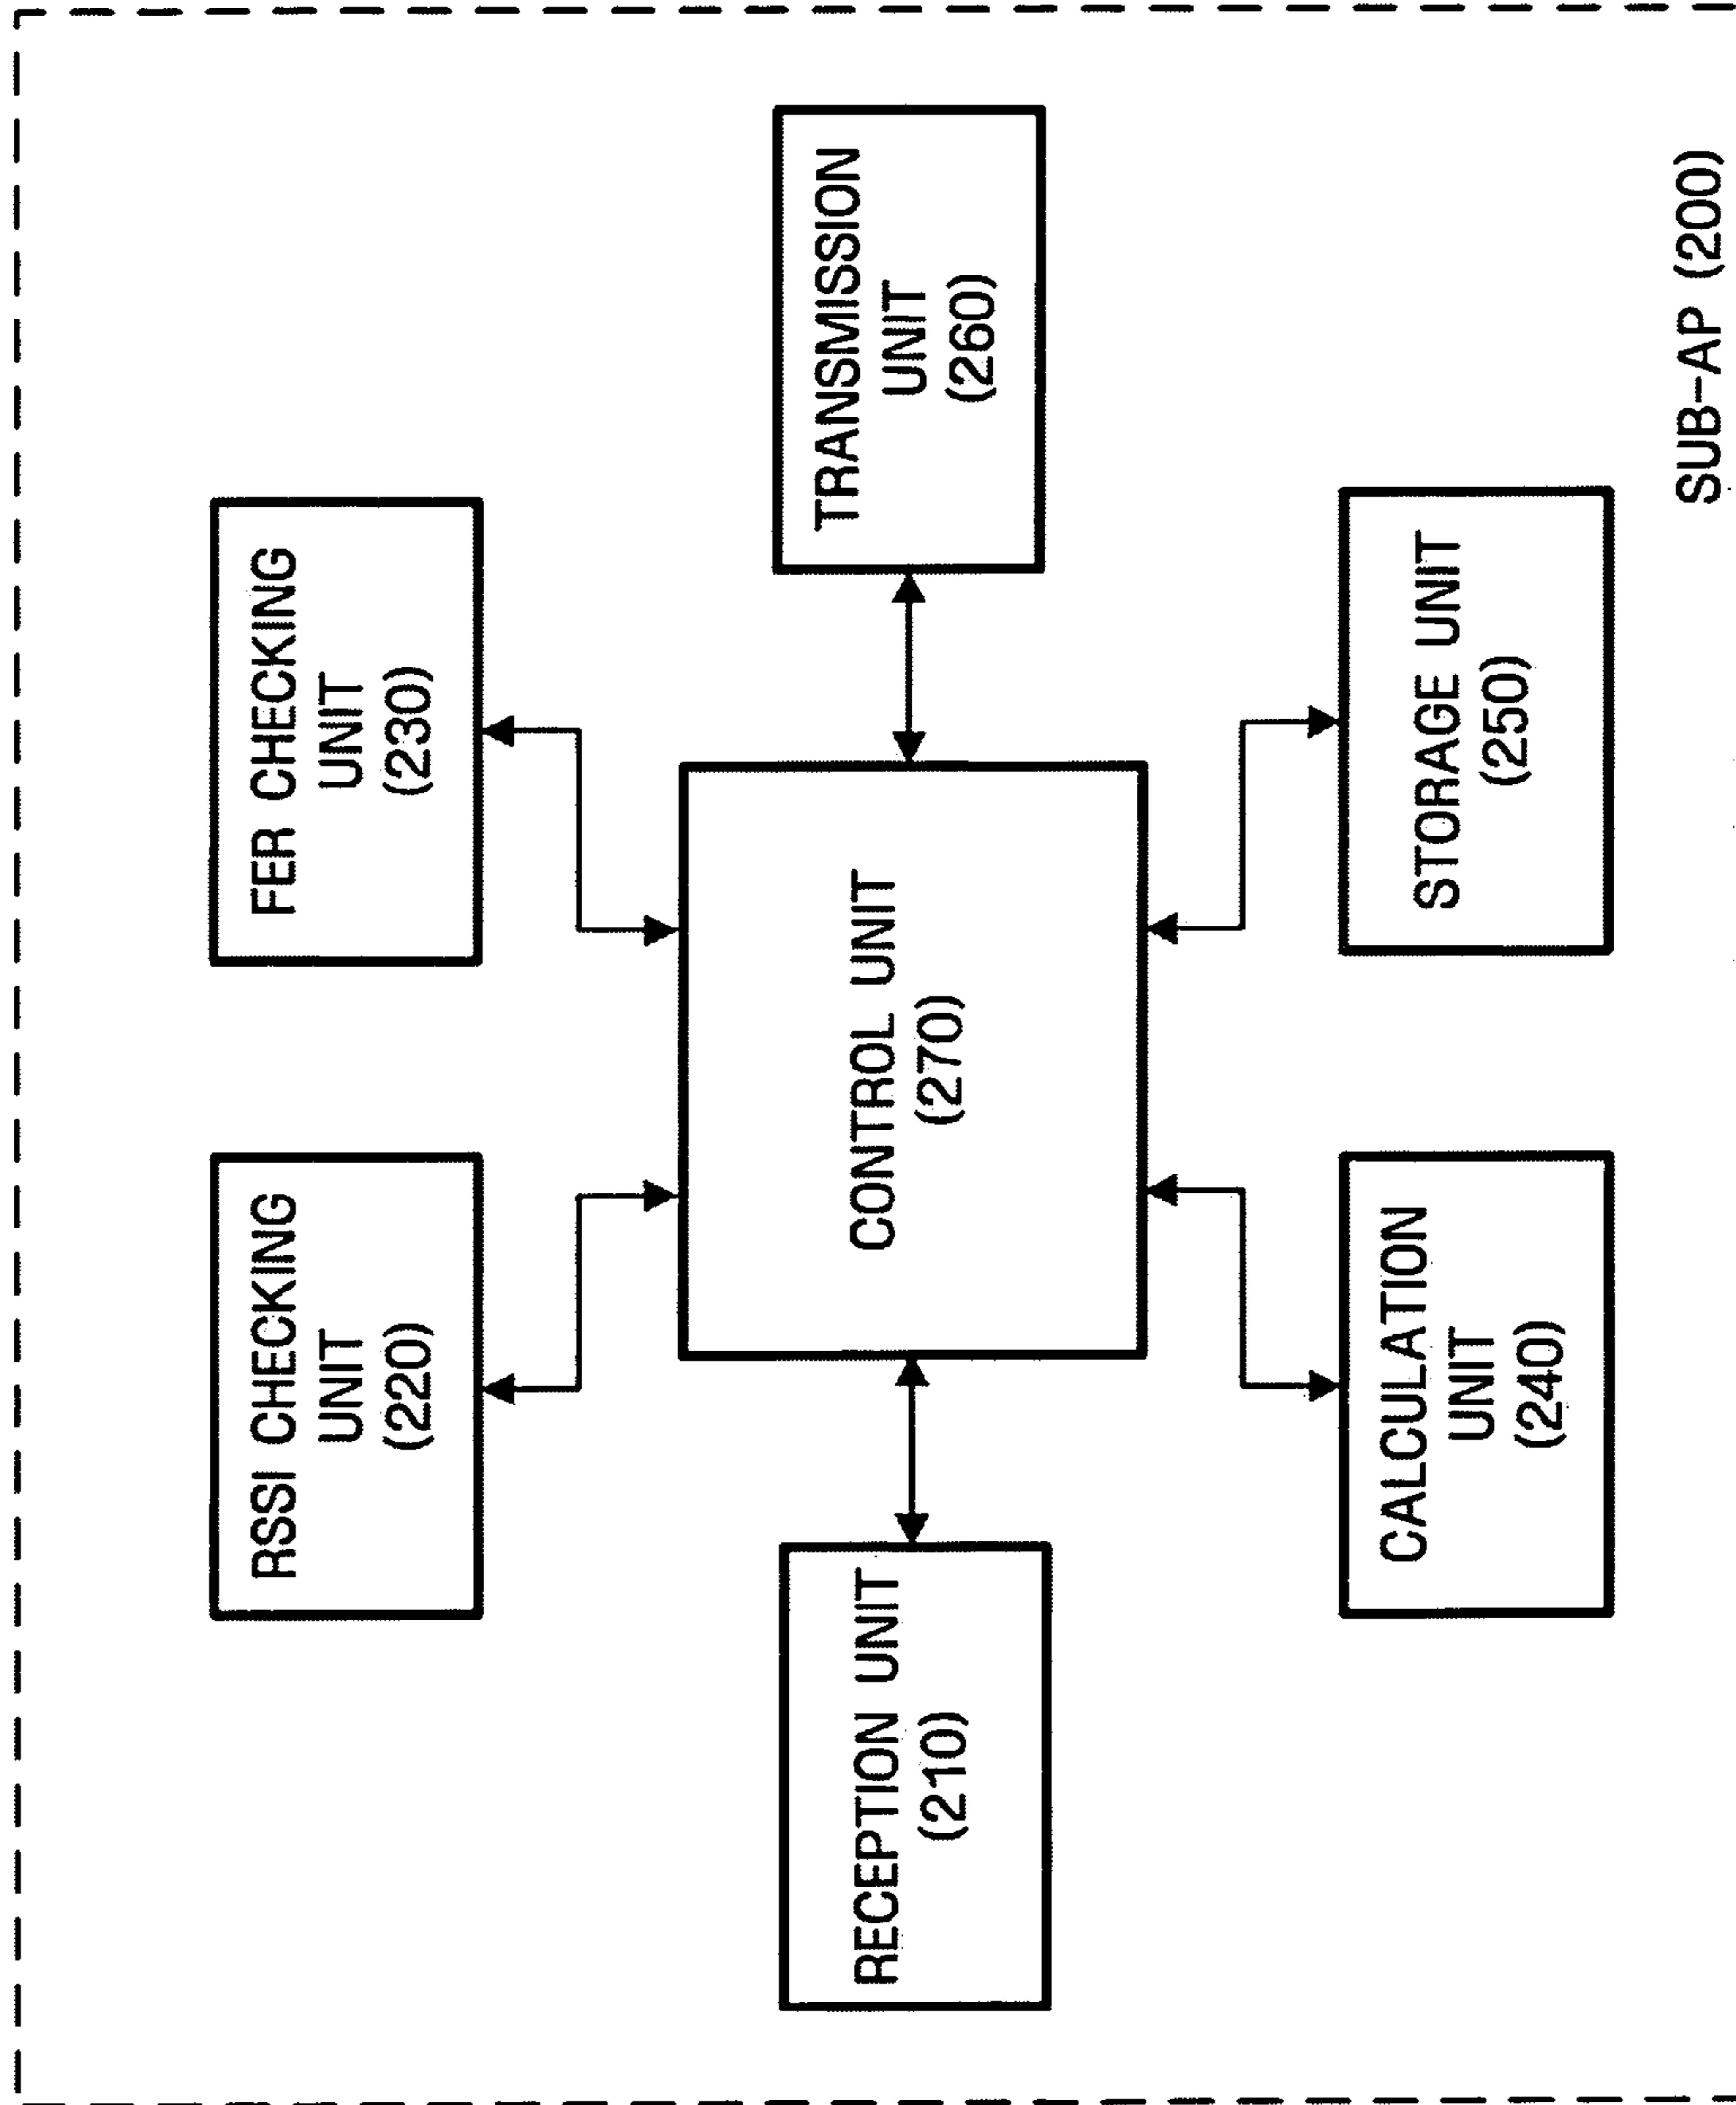 RSSI CHECKING
UNIT
(220)
FER CHECKING
UNIT
(230)
RECEPTION UNIT
(210)
CONTROL UNIT
(270)
TRANSMISSION
UNIT
(260)
CALCULATION
UNIT
(240)
STORAGE UNIT
(250)
SUB-AP (200)